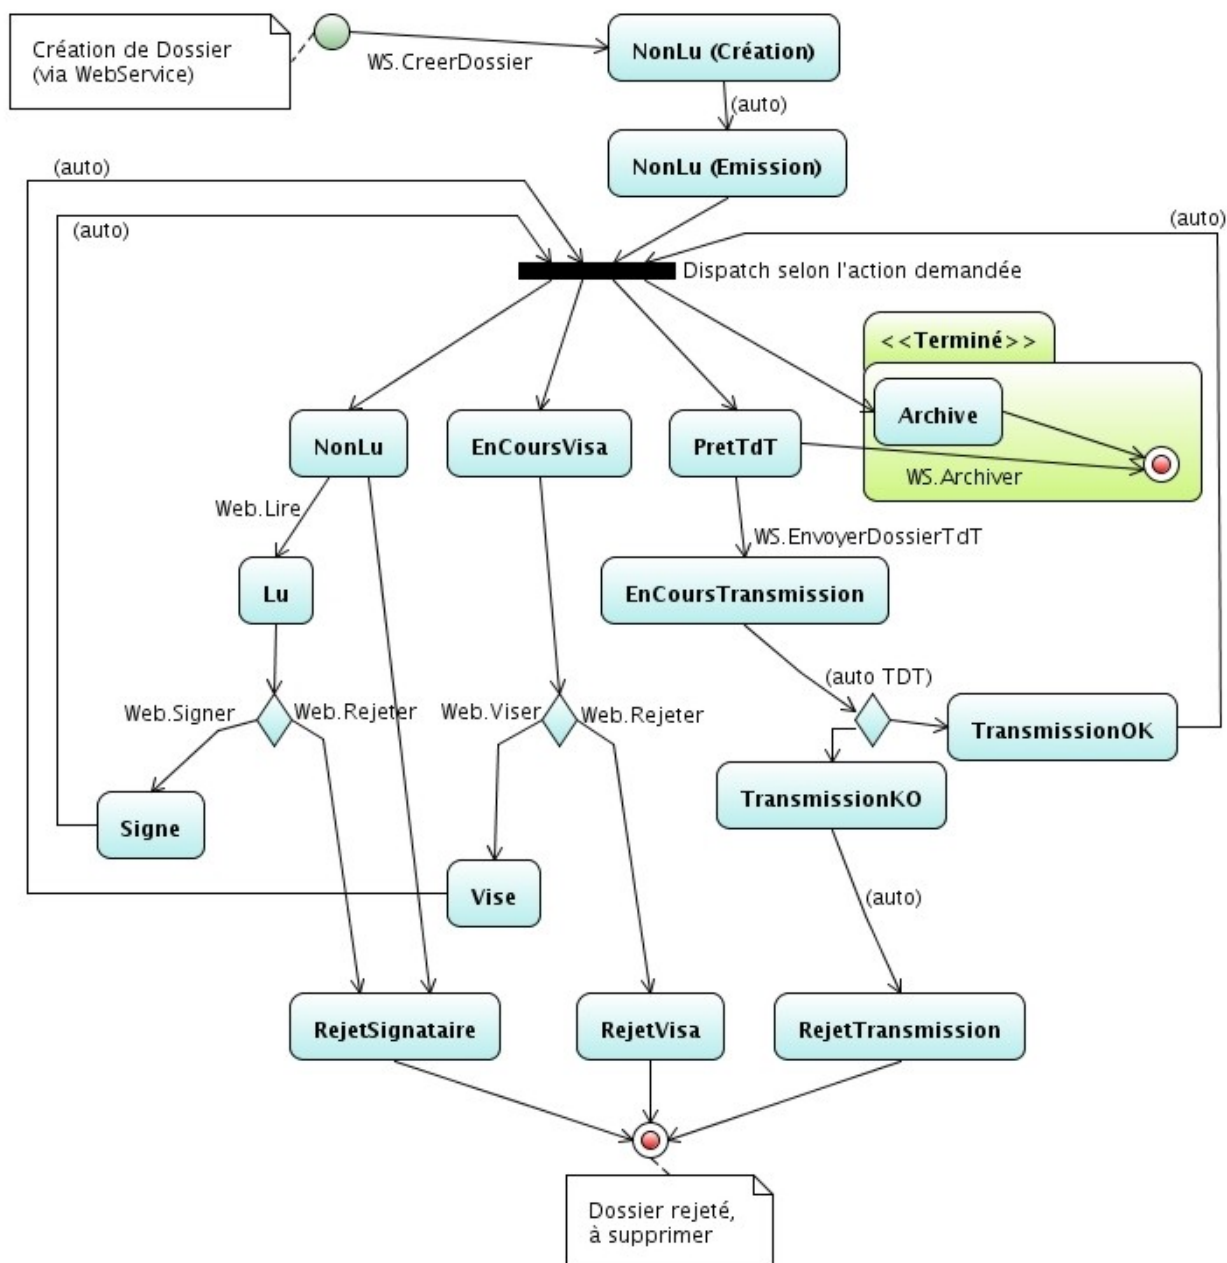 Création de Dossier
(via WebService)
WS.CreerDossier
NonLu (Création)
(auto)
NonLu (Emission)
(auto)
(auto)
(auto)
Dispatch selon l'action demandée
<<Terminé>>
Archive
NonLu
EnCoursVisa
PretTdT
WS.Archiver
Web.Lire
WS.EnvoyerDossierTdT
Lu
EnCoursTransmission
(auto TDT)
Web.Signer
Web.Rejeter
Web.Viser
Web.Rejeter
TransmissionOK
TransmissionKO
Signe
Vise
(auto)
RejetSignataire
RejetVisa
RejetTransmission
Dossier rejeté,
à supprimer